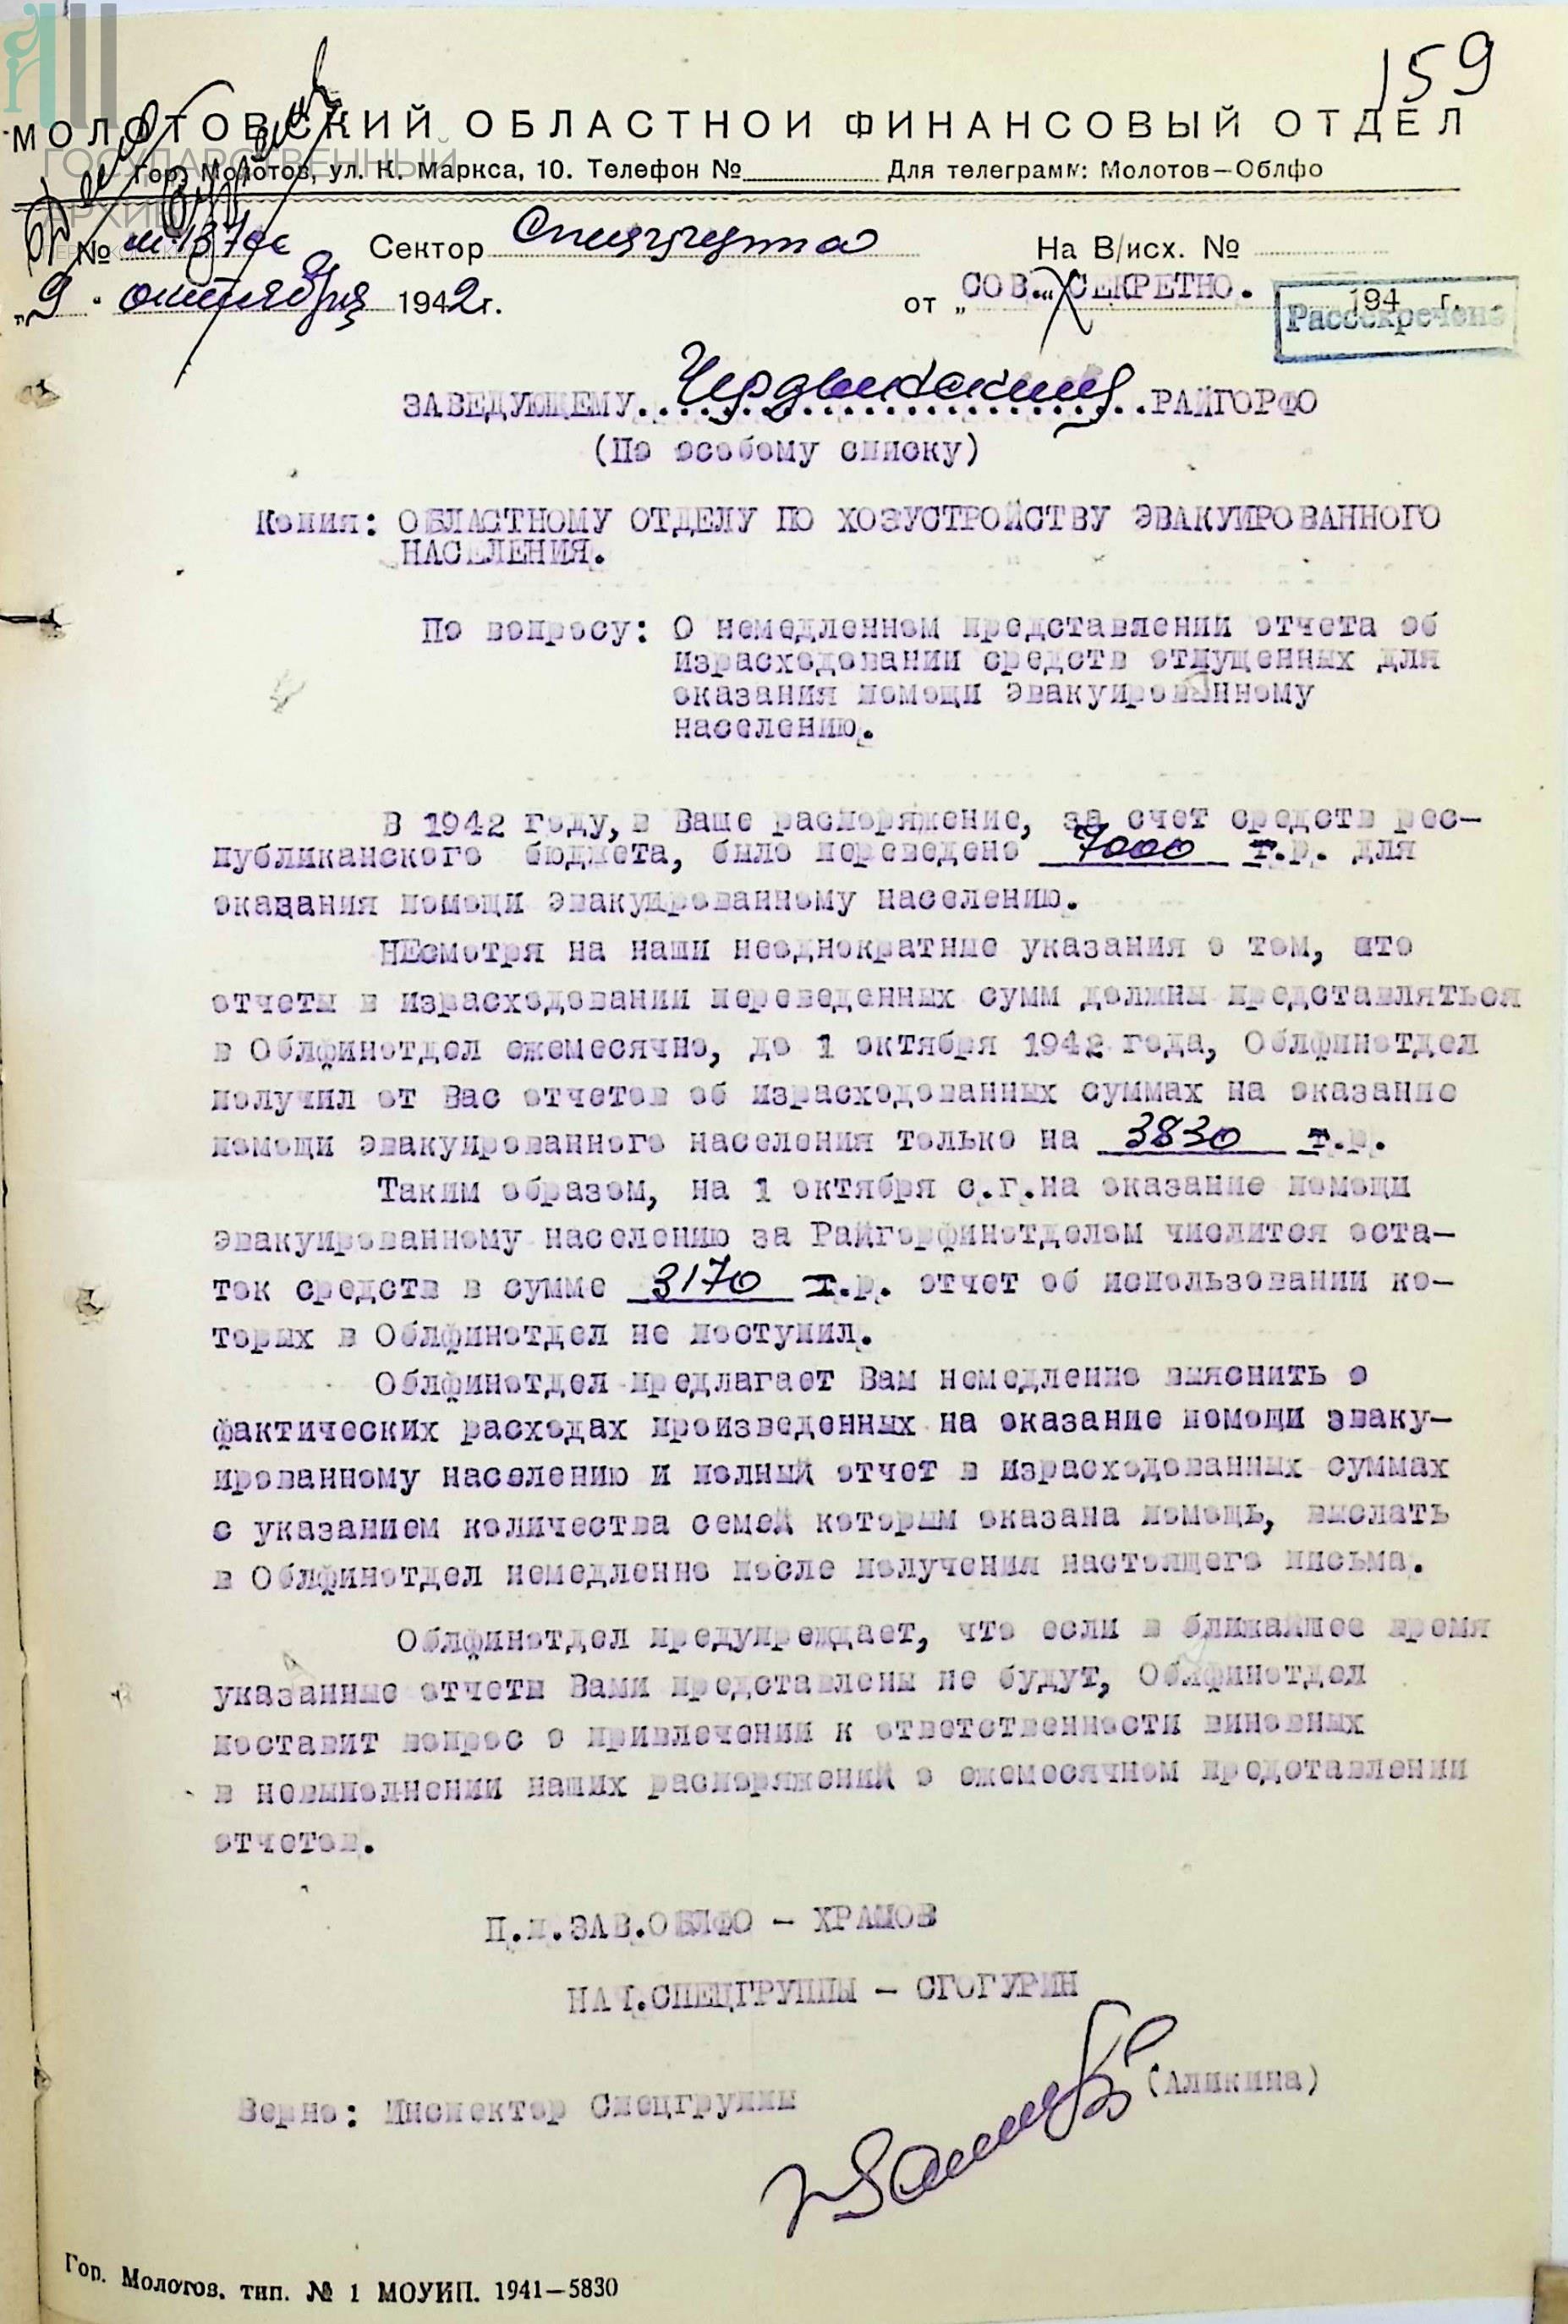 159
МОЛОТОВСКИЙ ОБЛАСТНОЙ ФИНАНСОВЫЙ ОТДЕЛ
ГОСУДАРСТВЕННЫЙ
АРХИВ
Гор. Молотов, ул. К. Маркса, 10. Телефон № Для телеграмм: Молотов—Облфо
№ Сектор Спецгруппа На В/исх. №
„9" октября 1942 г. от „ СОВ. СЕКРЕТНО. 194 г.
Рассекречено
ЗАВЕДУЮЩЕМУ Чердынским РАЙГОРФО
(По особому списку)
Копия: ОБЛАСТНОМУ ОТДЕЛУ ПО ХОЗУСТРОЙСТВУ ЭВАКУИРОВАННОГО
НАСЕЛЕНИЯ.
По вопросу: О немедленном представлении отчета об
израсходовании средств отпущенных для
оказания помощи эвакуированному
населению.
В 1942 году, в Ваше распоряжение, за счет средств рес-
публиканского бюджета, было переведено 7000 т.р. для
оказания помощи эвакуированному населению.
НЕсмотря на наши неоднократные указания о том, что
отчеты в израсходовании переведенных сумм должны представляться
в Облфинотдел ежемесячно, до 1 октября 1942 года, Облфинотдел
получил от Вас отчетов об израсходованных суммах на оказание
помощи эвакуированного населения только на 3830 т.р.
Таким образом, на 1 октября с.г.на оказание помощи
эвакуированному населению за Райгорфинотделом числится оста-
ток средств в сумме 3170 т.р. отчет об использовании ко-
торых в Облфинотдел не поступил.
Облфинотдел предлагает Вам немедленно выяснить о
фактических расходах произведенных на оказание помощи эваку-
ированному населению и полный отчет в израсходованных суммах
с указанием количества семей которым оказана помощь, выслать
в Облфинотдел немедленно после получения настоящего письма.
Облфинотдел предупреждает, что если в ближайшее время
указанные отчеты Вами представлены не будут, Облфинотдел
поставит вопрос о привлечении к ответственности виновных
в невыполнении наших распоряжений о ежемесячном представлении
отчетов.
П.п.ЗАВ.ОБЛФО — ХРАМОВ
НАЧ.СПЕЦГРУППЫ — СГОГУРИН
Верно: Инспектор Спецгруппы (Аликина)
Гор. Молотов. тип. № 1 МОУИП. 1941—5830